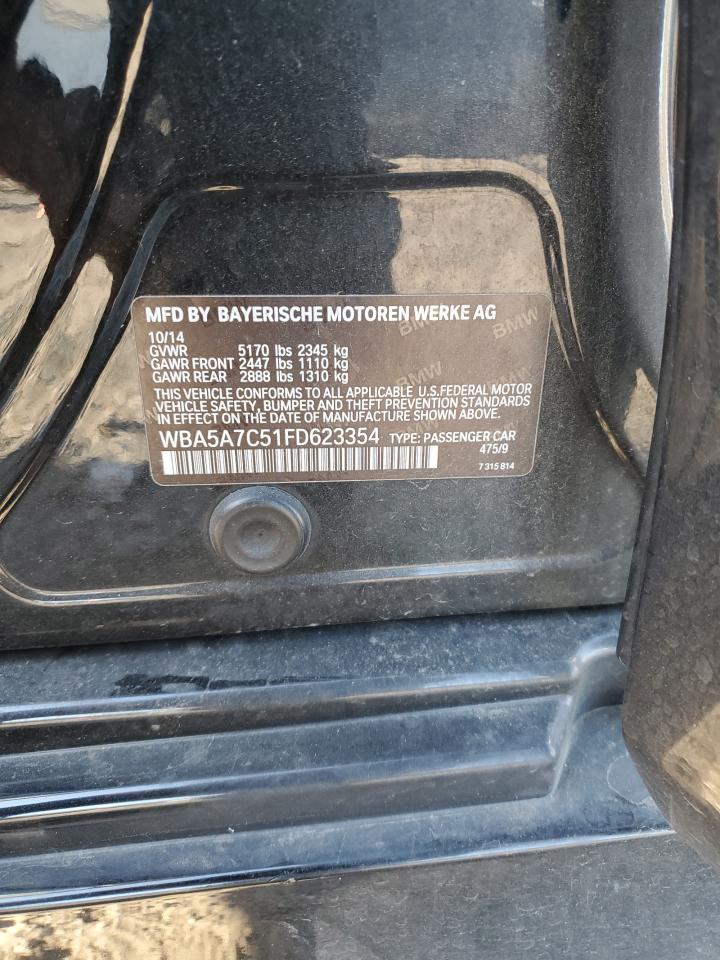 MFD BY BAYERISCHE MOTOREN WERKE AG
10/14
GVWR 5170 lbs 2345 kg
GAWR FRONT 2447 lbs 1110 kg
GAWR REAR 2888 lbs 1310 kg
THIS VEHICLE CONFORMS TO ALL APPLICABLE U.S.FEDERAL MOTOR
VEHICLE SAFETY, BUMPER AND THEFT PREVENTION STANDARDS
IN EFFECT ON THE DATE OF MANUFACTURE SHOWN ABOVE.
WBA5A7C51FD623354 TYPE: PASSENGER CAR
475/9
7 315 814
BMW
BMW
BMW